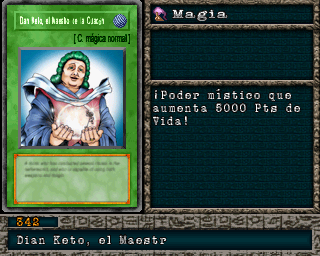 Dian Keto, el Maestro de la Curación
[ C. mágica normal ]
Magia
¡Poder místico que
aumenta 5000 Pts de
Vida!
342
Dian Keto, el Maestr